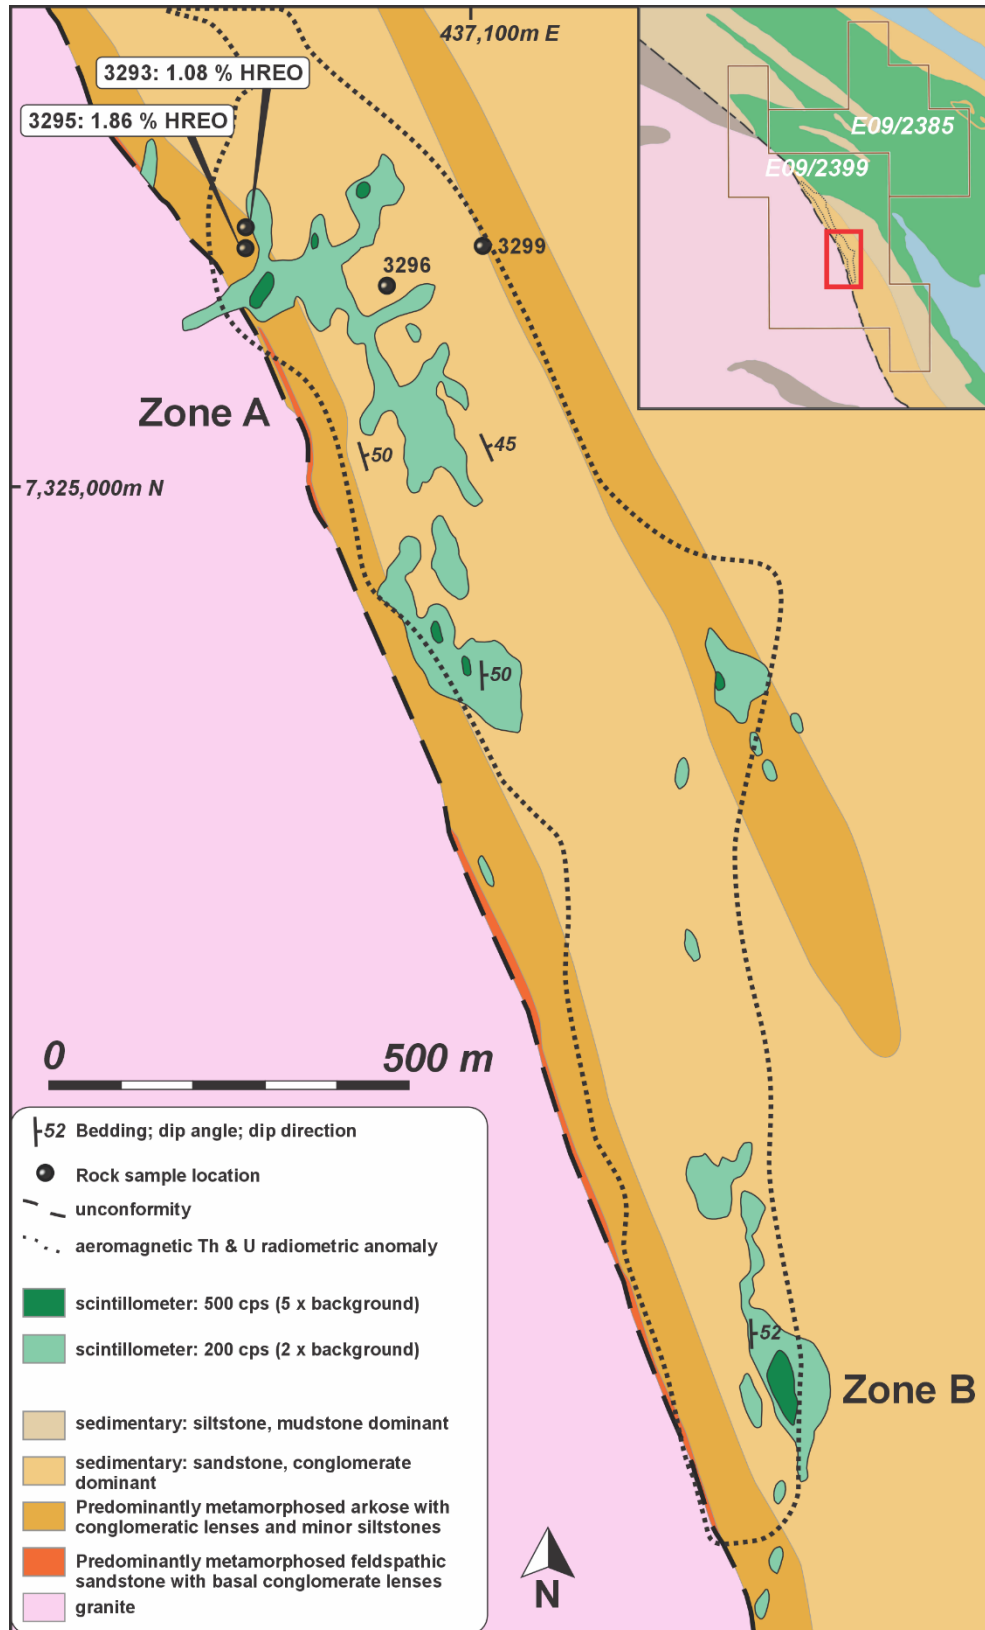 437,100m E
3293: 1.08 % HREO
3295: 1.86 % HREO
E09/2385
E09/2399
3299
3296
Zone A
50
45
7,325,000m N
50
0 500 m
52 Bedding; dip angle; dip direction
Rock sample location
unconformity
aeromagnetic Th & U radiometric anomaly
scintillometer: 500 cps (5 x background)
scintillometer: 200 cps (2 x background)
52
Zone B
sedimentary: siltstone, mudstone dominant
sedimentary: sandstone, conglomerate
dominant
Predominantly metamorphosed arkose with
conglomeratic lenses and minor siltstones
Predominantly metamorphosed feldspathic
sandstone with basal conglomerate lenses
granite
N